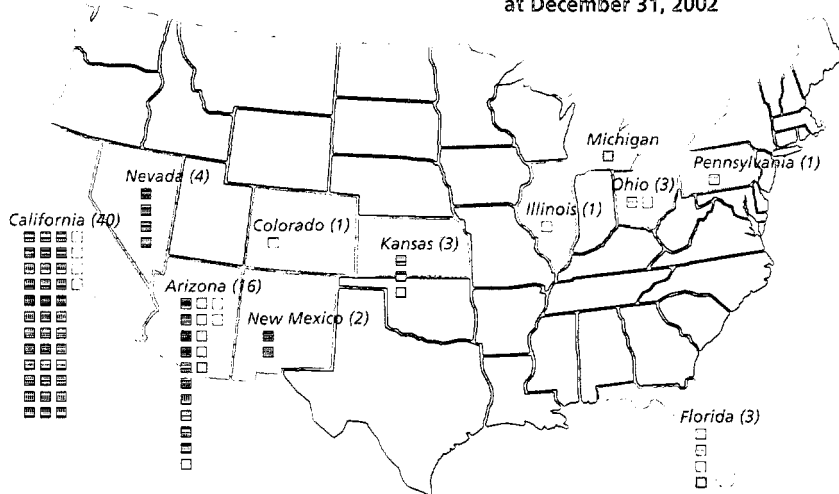 at December 31, 2002
Michigan
Pennsylvania (1)
Nevada (4)
Ohio (3)
California (40)
Colorado (1)
Illinois (1)
Kansas (3)
Arizona (16)
New Mexico (2)
Florida (3)